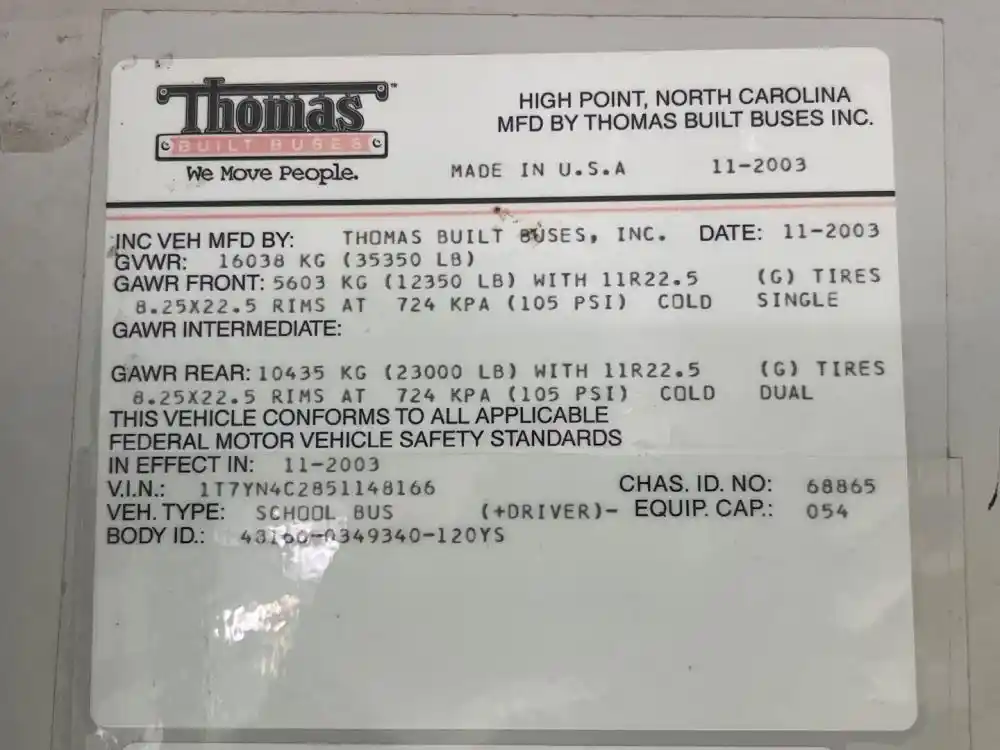 Thomas™
BUILT BUSES
We Move People.
HIGH POINT, NORTH CAROLINA
MFD BY THOMAS BUILT BUSES INC.
MADE IN U.S.A 11-2003
INC VEH MFD BY: THOMAS BUILT BUSES, INC. DATE: 11-2003
GVWR: 16038 KG (35350 LB)
GAWR FRONT: 5603 KG (12350 LB) WITH 11R22.5 (G) TIRES
8.25X22.5 RIMS AT 724 KPA (105 PSI) COLD SINGLE
GAWR INTERMEDIATE:
GAWR REAR: 10435 KG (23000 LB) WITH 11R22.5 (G) TIRES
8.25X22.5 RIMS AT 724 KPA (105 PSI) COLD DUAL
THIS VEHICLE CONFORMS TO ALL APPLICABLE
FEDERAL MOTOR VEHICLE SAFETY STANDARDS
IN EFFECT IN: 11-2003
V.I.N.: 1T7YN4C2851148166 CHAS. ID. NO: 68865
VEH. TYPE: SCHOOL BUS (+DRIVER)- EQUIP. CAP.: 054
BODY ID.: